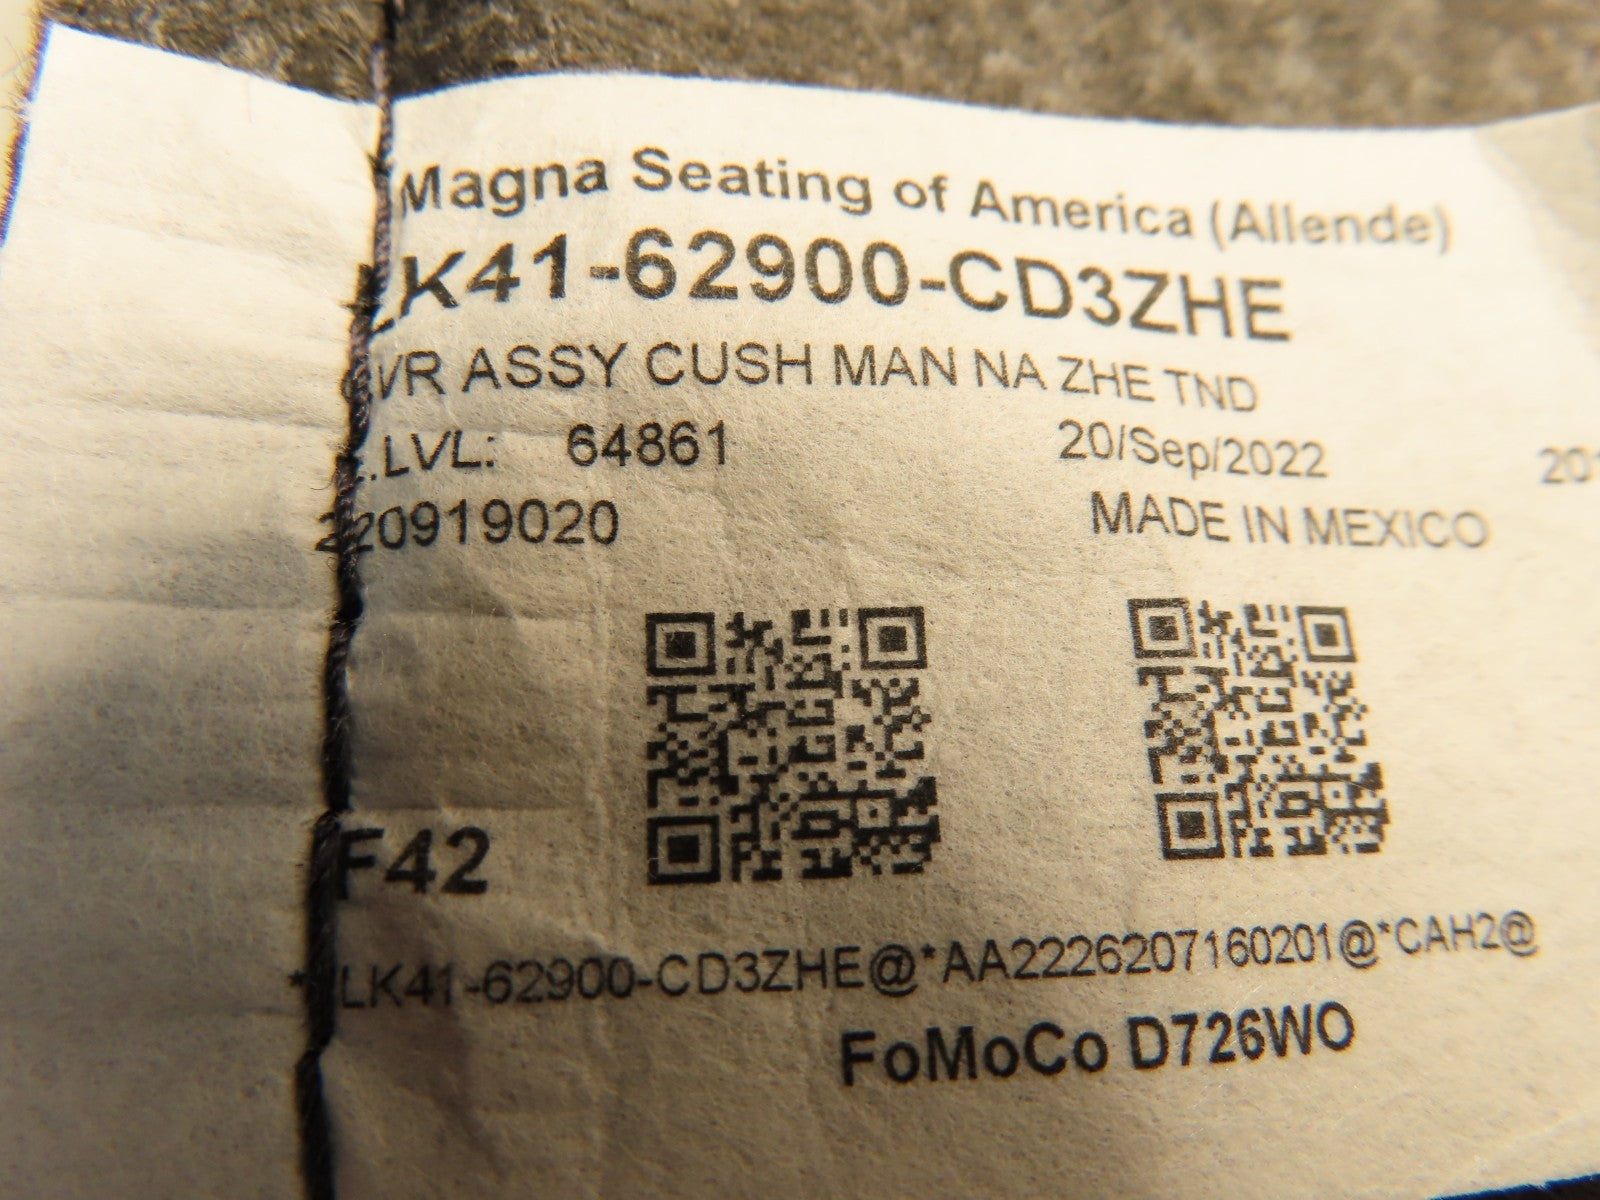 Magna Seating of America (Allende)
LK41-62900-CD3ZHE
CVR ASSY CUSH MAN NA ZHE TND
E.LVL: 64861 20/Sep/2022 201
220919020 MADE IN MEXICO
F42
* LK41-62900-CD3ZHE@*AA2226207160201@*CAH2@
FoMoCo D726WO